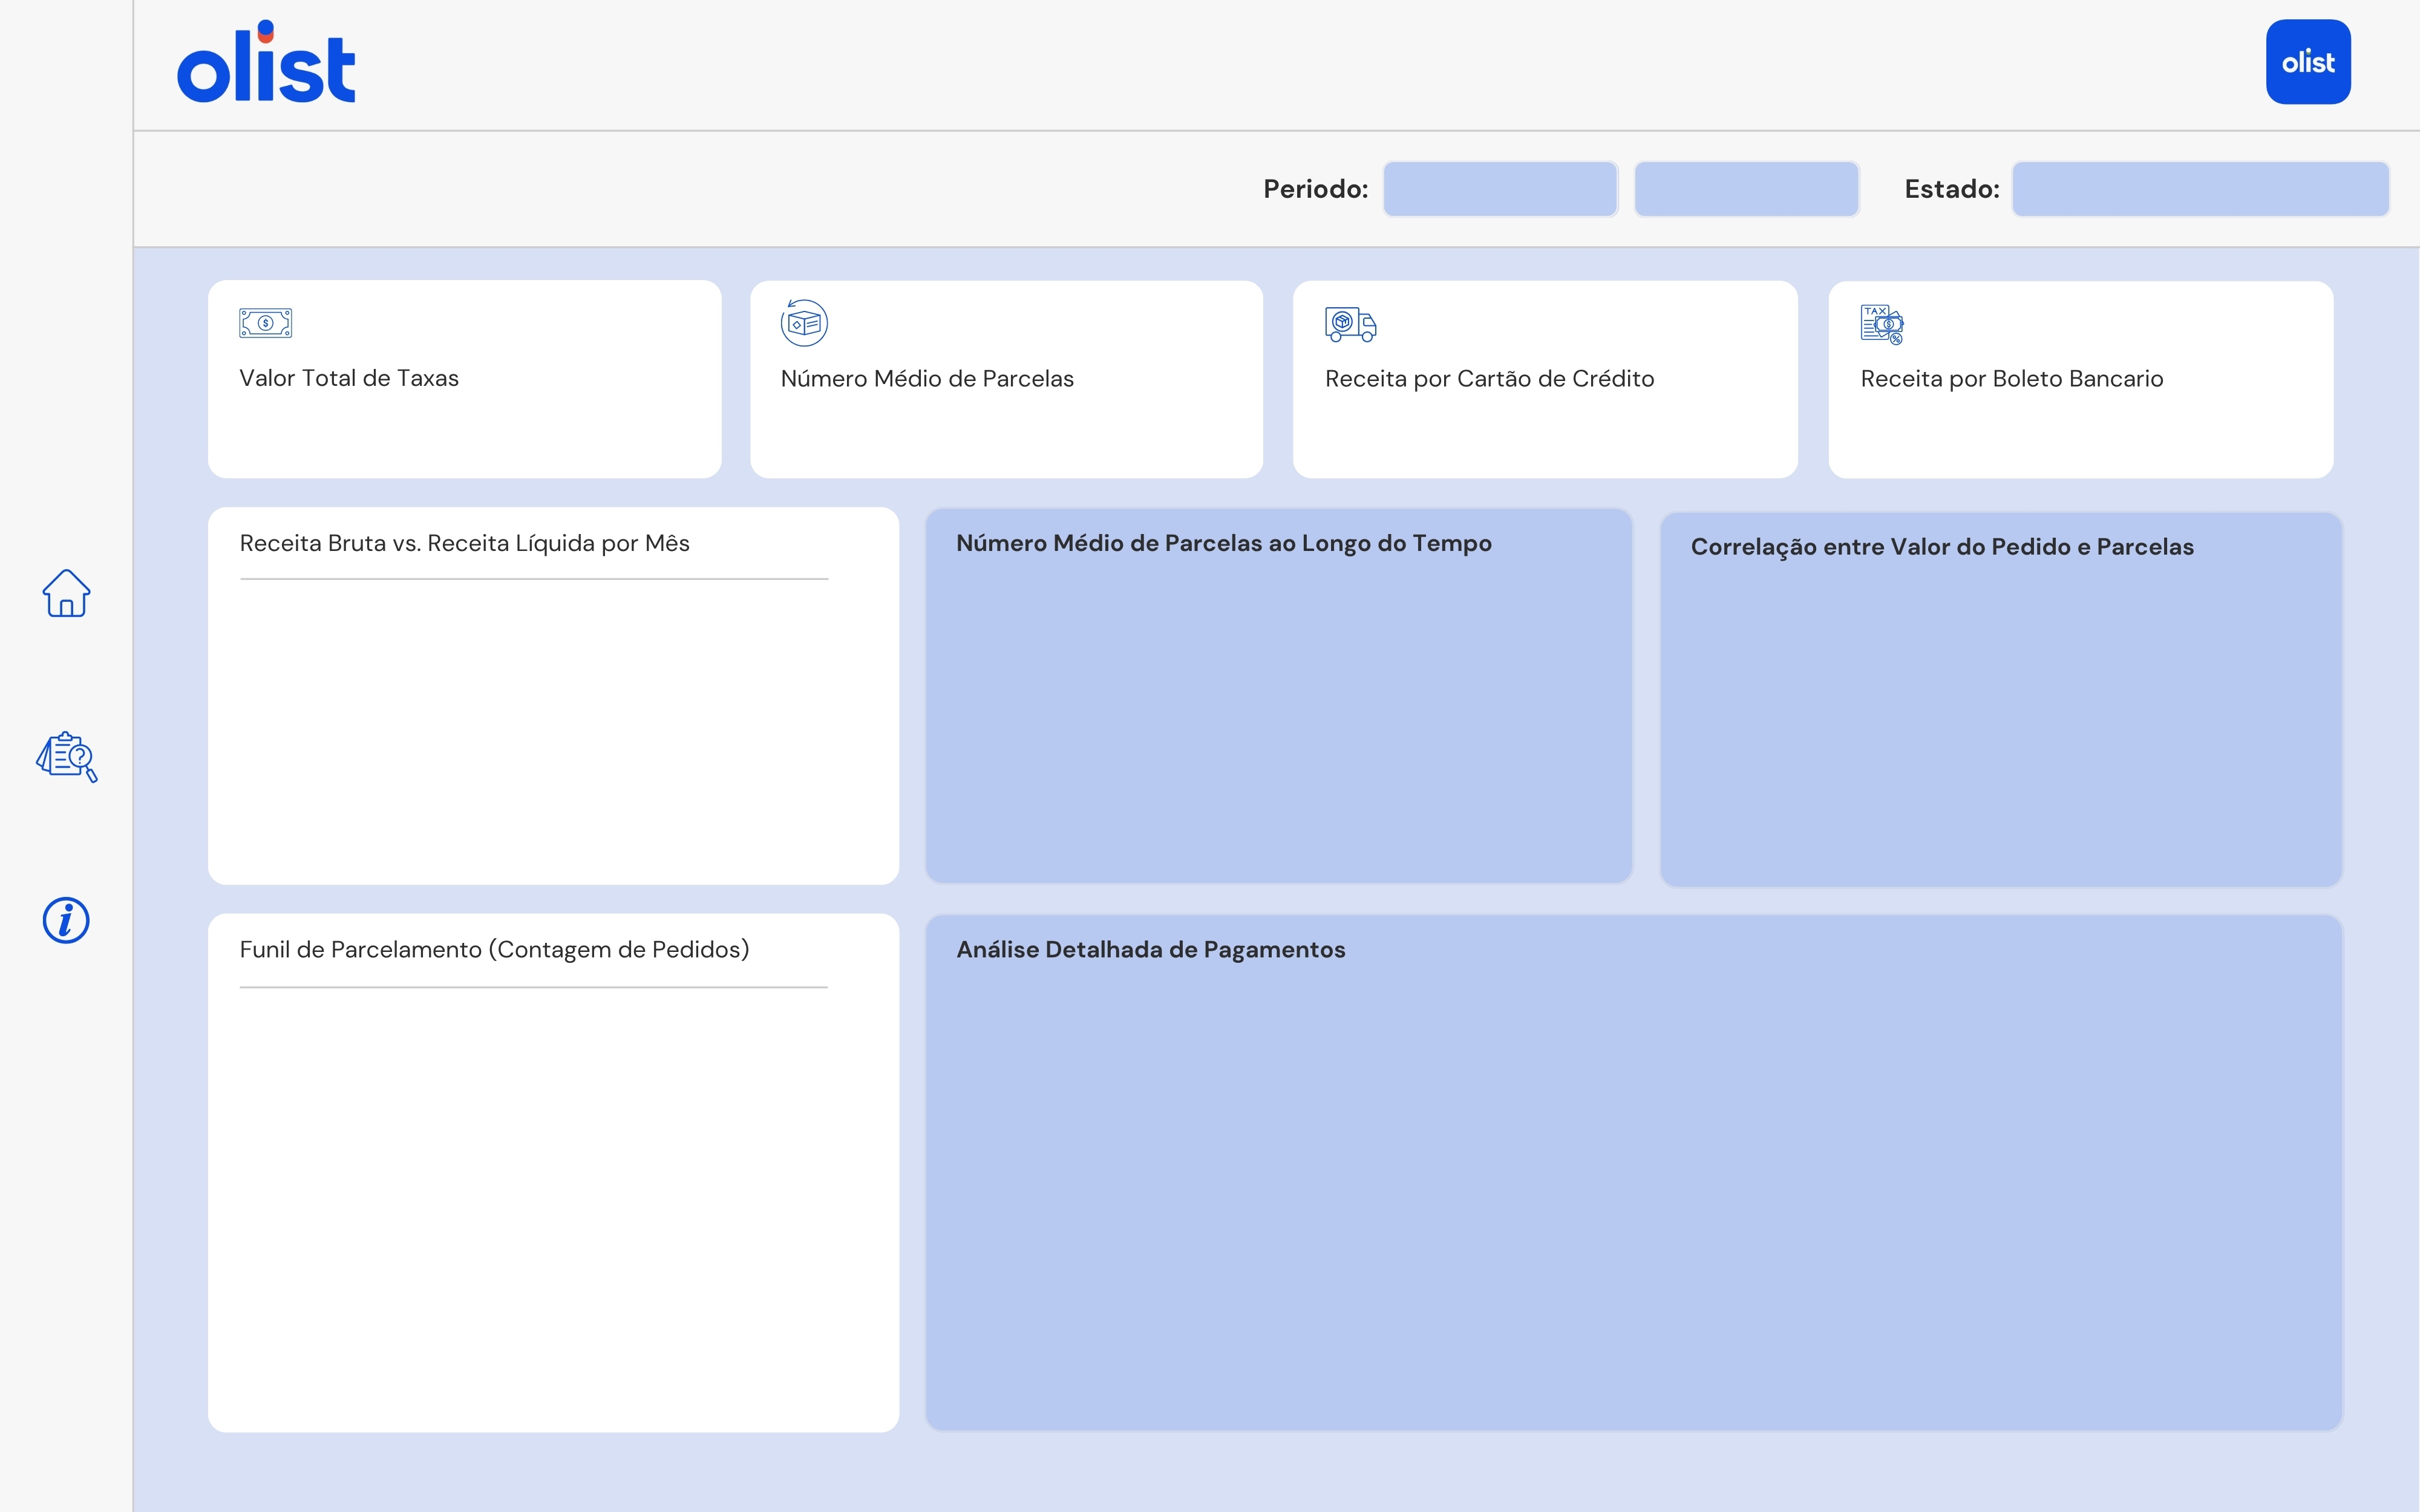 olist
olist
Periodo:
Estado:
Valor Total de Taxas
Número Médio de Parcelas
Receita por Cartão de Crédito
TAX
Receita por Boleto Bancario
Receita Bruta vs. Receita Líquida por Mês
Número Médio de Parcelas ao Longo do Tempo
Correlação entre Valor do Pedido e Parcelas
Funil de Parcelamento (Contagem de Pedidos)
Análise Detalhada de Pagamentos